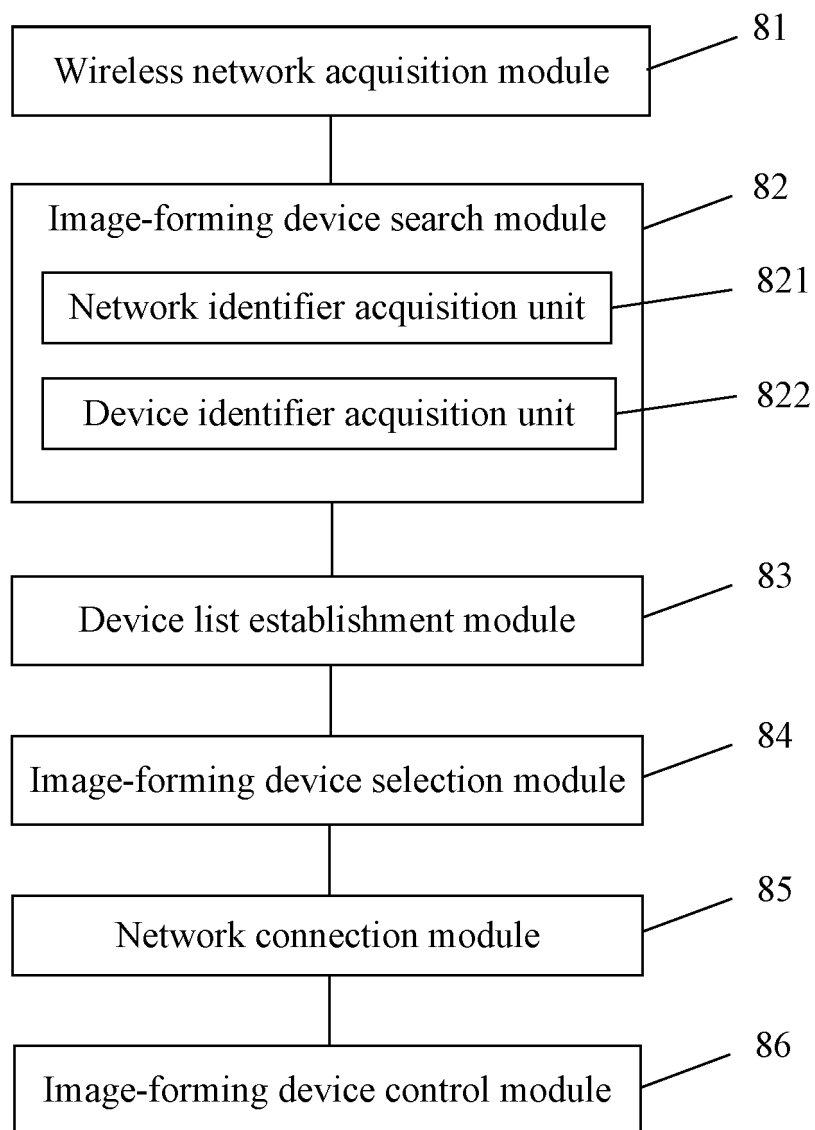 81
Wireless network acquisition module
82
Image-forming device search module
821
Network identifier acquisition unit
822
Device identifier acquisition unit
83
Device list establishment module
84
Image-forming device selection module
85
Network connection module
86
Image-forming device control module